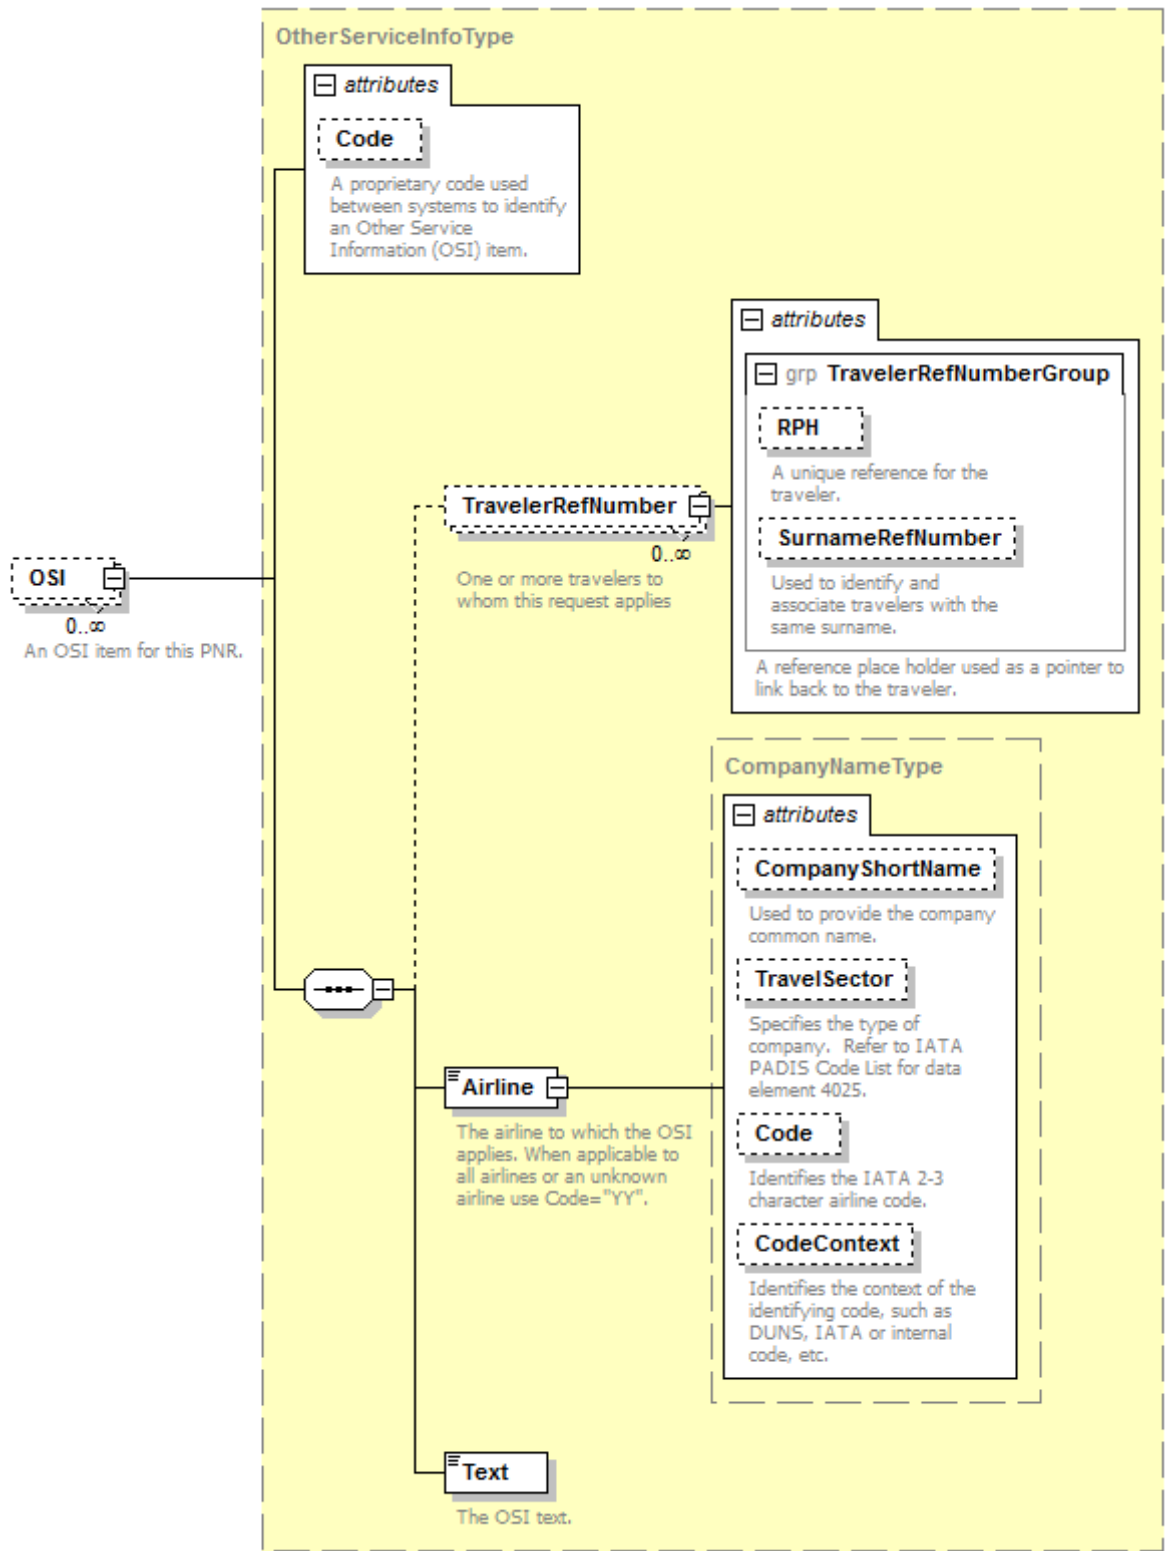 OtherServiceInfoType
attributes
Code
A proprietary code used
between systems to identify
an Other Service
Information (OSI) item.
attributes
grp TravelerRefNumberGroup
RPH
A unique reference for the
traveler.
TravelerRefNumber
0..∞
One or more travelers to
whom this request applies
SurnameRefNumber
Used to identify and
associate travelers with the
same surname.
A reference place holder used as a pointer to
link back to the traveler.
OSI
0..∞
An OSI item for this PNR.
CompanyNameType
attributes
CompanyShortName
Used to provide the company
common name.
TravelSector
Specifies the type of
company.  Refer to IATA
PADIS Code List for data
element 4025.
Airline
The airline to which the OSI
applies. When applicable to
all airlines or an unknown
airline use Code="YY".
Code
Identifies the IATA 2-3
character airline code.
CodeContext
Identifies the context of the
identifying code, such as
DUNS, IATA or internal
code, etc.
Text
The OSI text.